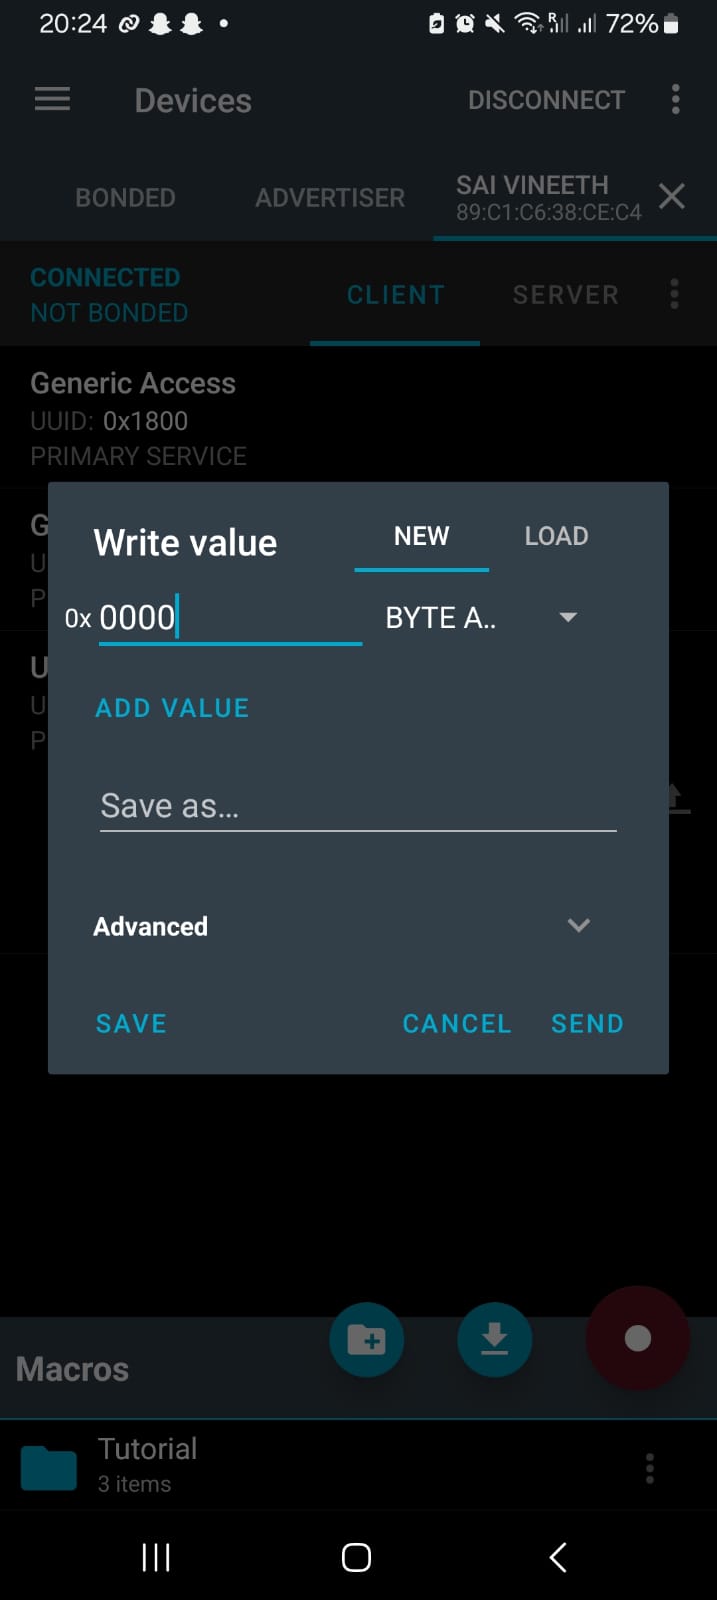 20:24 72%
Devices DISCONNECT
BONDED ADVERTISER SAI VINEETH
89:C1:C6:38:CE:C4
CONNECTED
NOT BONDED
CLIENT SERVER
Generic Access
UUID: 0x1800
PRIMARY SERVICE
G
U
P
Write value NEW LOAD
0x 0000 BYTE A..
U
U
P
ADD VALUE
Save as...
Advanced
SAVE CANCEL SEND
Macros
Tutorial
3 items